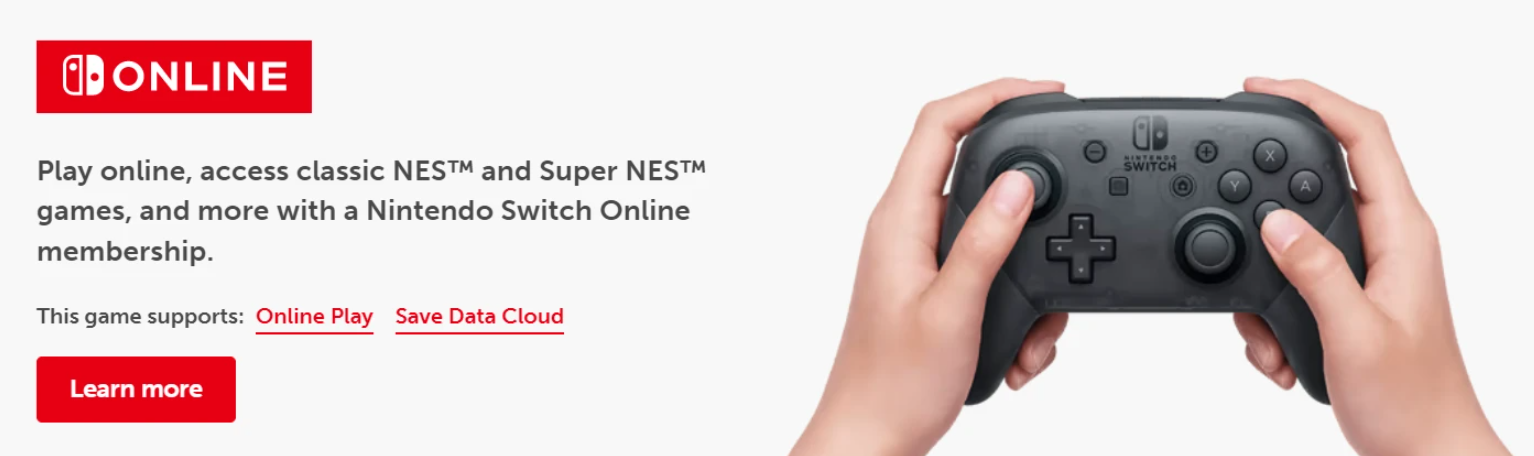 ONLINE
Play online, access classic NES™ and Super NES™
games, and more with a Nintendo Switch Online
membership.
This game supports: Online Play Save Data Cloud
Learn more
NINTENDO
SWITCH
X
Y
A